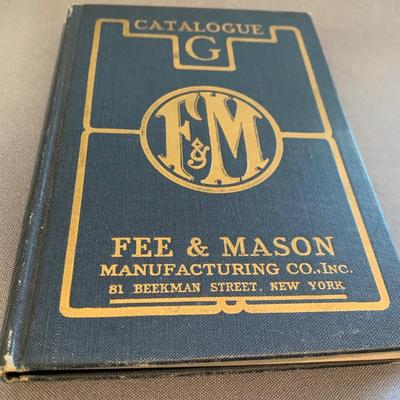 CATALOGUE
G
F&M
FEE & MASON
MANUFACTURING CO., INC.
81 BEEKMAN STREET, NEW YORK